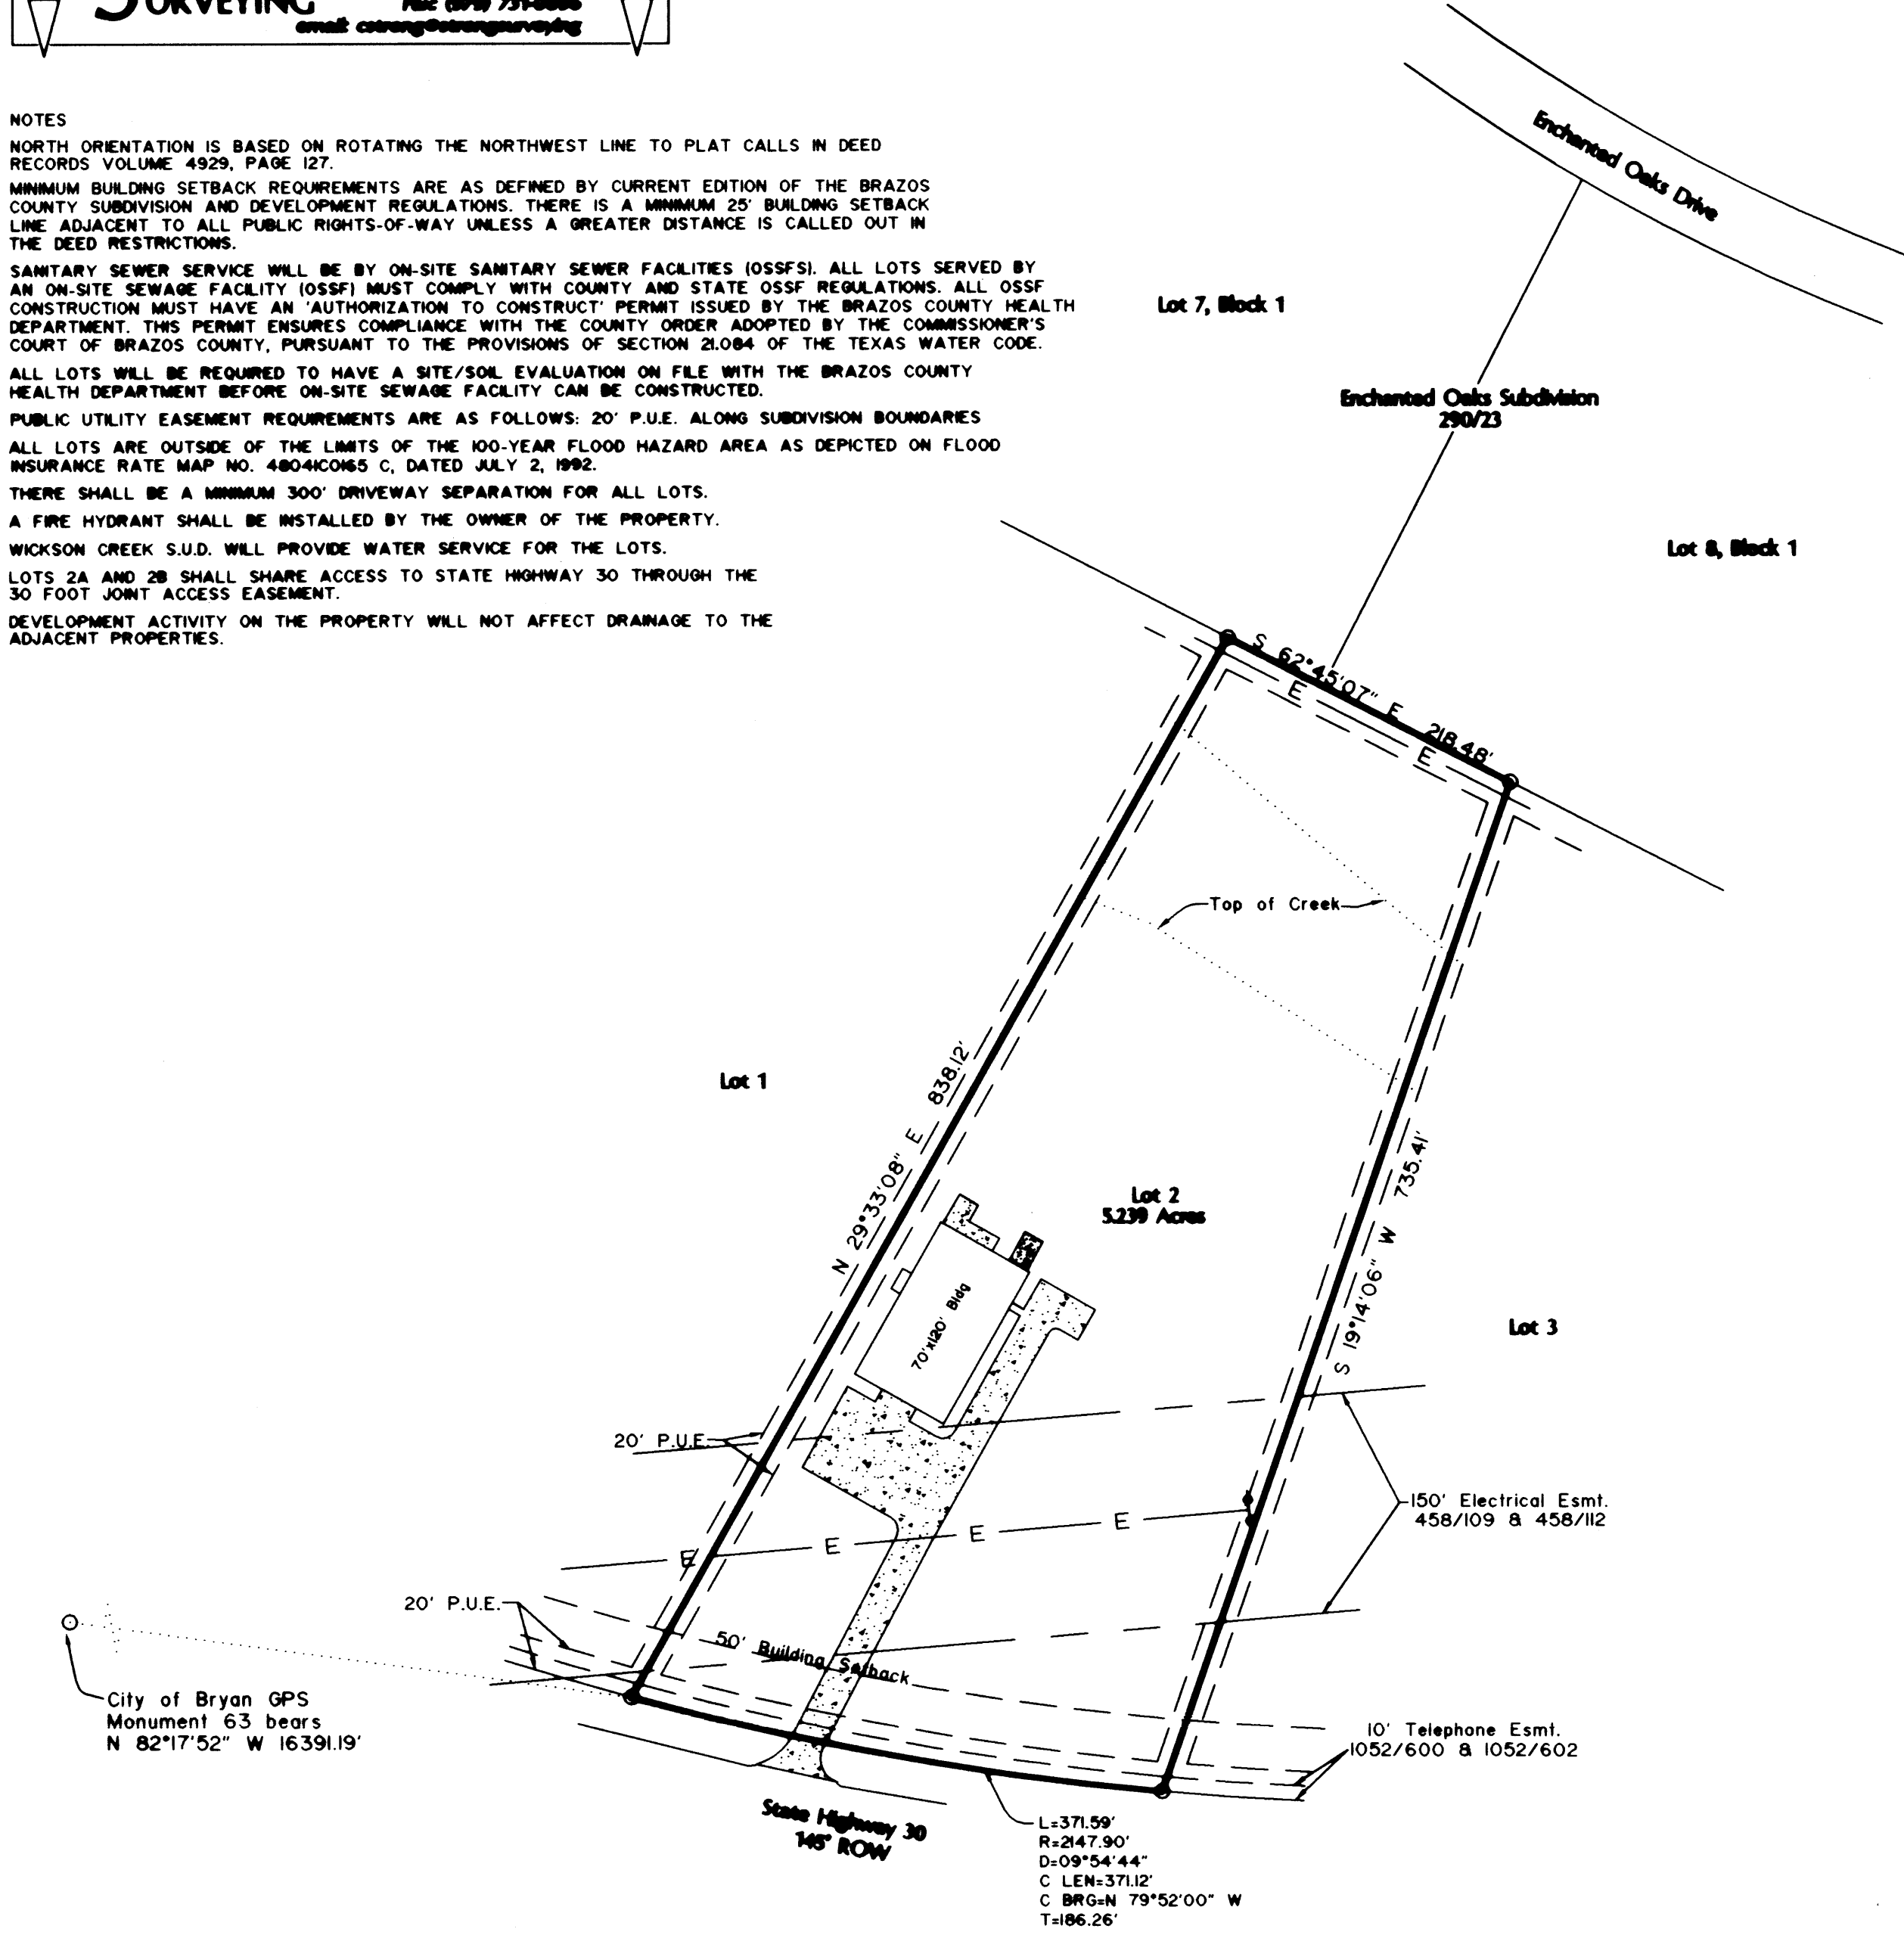 SURVEYING
NOTES
NORTH ORIENTATION IS BASED ON ROTATING THE NORTHWEST LINE TO PLAT CALLS IN DEED
RECORDS VOLUME 4929, PAGE 127.
MINIMUM BUILDING SETBACK REQUIREMENTS ARE AS DEFINED BY CURRENT EDITION OF THE BRAZOS
COUNTY SUBDIVISION AND DEVELOPMENT REGULATIONS. THERE IS A MINIMUM 25' BUILDING SETBACK
LINE ADJACENT TO ALL PUBLIC RIGHTS-OF-WAY UNLESS A GREATER DISTANCE IS CALLED OUT IN
THE DEED RESTRICTIONS.
SANITARY SEWER SERVICE WILL BE BY ON-SITE SANITARY SEWER FACILITIES (OSSFS). ALL LOTS SERVED BY
AN ON-SITE SEWAGE FACILITY (OSSF) MUST COMPLY WITH COUNTY AND STATE OSSF REGULATIONS. ALL OSSF
CONSTRUCTION MUST HAVE AN 'AUTHORIZATION TO CONSTRUCT' PERMIT ISSUED BY THE BRAZOS COUNTY HEALTH
DEPARTMENT. THIS PERMIT ENSURES COMPLIANCE WITH THE COUNTY ORDER ADOPTED BY THE COMMISSIONER'S
COURT OF BRAZOS COUNTY, PURSUANT TO THE PROVISIONS OF SECTION 21.084 OF THE TEXAS WATER CODE.
ALL LOTS WILL BE REQUIRED TO HAVE A SITE/SOIL EVALUATION ON FILE WITH THE BRAZOS COUNTY
HEALTH DEPARTMENT BEFORE ON-SITE SEWAGE FACILITY CAN BE CONSTRUCTED.
PUBLIC UTILITY EASEMENT REQUIREMENTS ARE AS FOLLOWS: 20' P.U.E. ALONG SUBDIVISION BOUNDARIES
ALL LOTS ARE OUTSIDE OF THE LIMITS OF THE 100-YEAR FLOOD HAZARD AREA AS DEPICTED ON FLOOD
INSURANCE RATE MAP NO. 48041C0165 C, DATED JULY 2, 1992.
THERE SHALL BE A MINIMUM 300' DRIVEWAY SEPARATION FOR ALL LOTS.
A FIRE HYDRANT SHALL BE INSTALLED BY THE OWNER OF THE PROPERTY.
WICKSON CREEK S.U.D. WILL PROVIDE WATER SERVICE FOR THE LOTS.
LOTS 2A AND 2B SHALL SHARE ACCESS TO STATE HIGHWAY 30 THROUGH THE
30 FOOT JOINT ACCESS EASEMENT.
DEVELOPMENT ACTIVITY ON THE PROPERTY WILL NOT AFFECT DRAINAGE TO THE
ADJACENT PROPERTIES.
Enchanted Oaks Drive
Lot 7, Block 1
Enchanted Oaks Subdivision
290/23
Lot 8, Block 1
S 62°45'07" E 218.48'
E
E
Top of Creek
Lot 1
N 29°33'08" E 838.12'
Lot 2
5.239 Acres
S 19°14'06" W 735.41'
70'x120' Bldg
Lot 3
20' P.U.E.
150' Electrical Esmt.
458/109 & 458/112
E E E E
20' P.U.E.
50' Building Setback
City of Bryan GPS
Monument 63 bears
N 82°17'52" W 16391.19'
10' Telephone Esmt.
1052/600 & 1052/602
State Highway 30
145' ROW
L=371.59'
R=2147.90'
D=09°54'44"
C LEN=371.12'
C BRG=N 79°52'00" W
T=186.26'